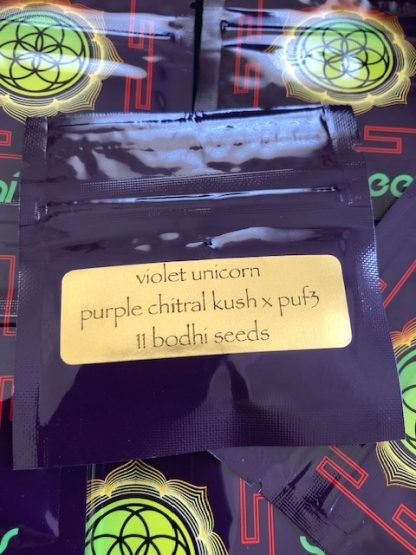 violet unicorn
purple chitral kush x puf3
11 bodhi seeds